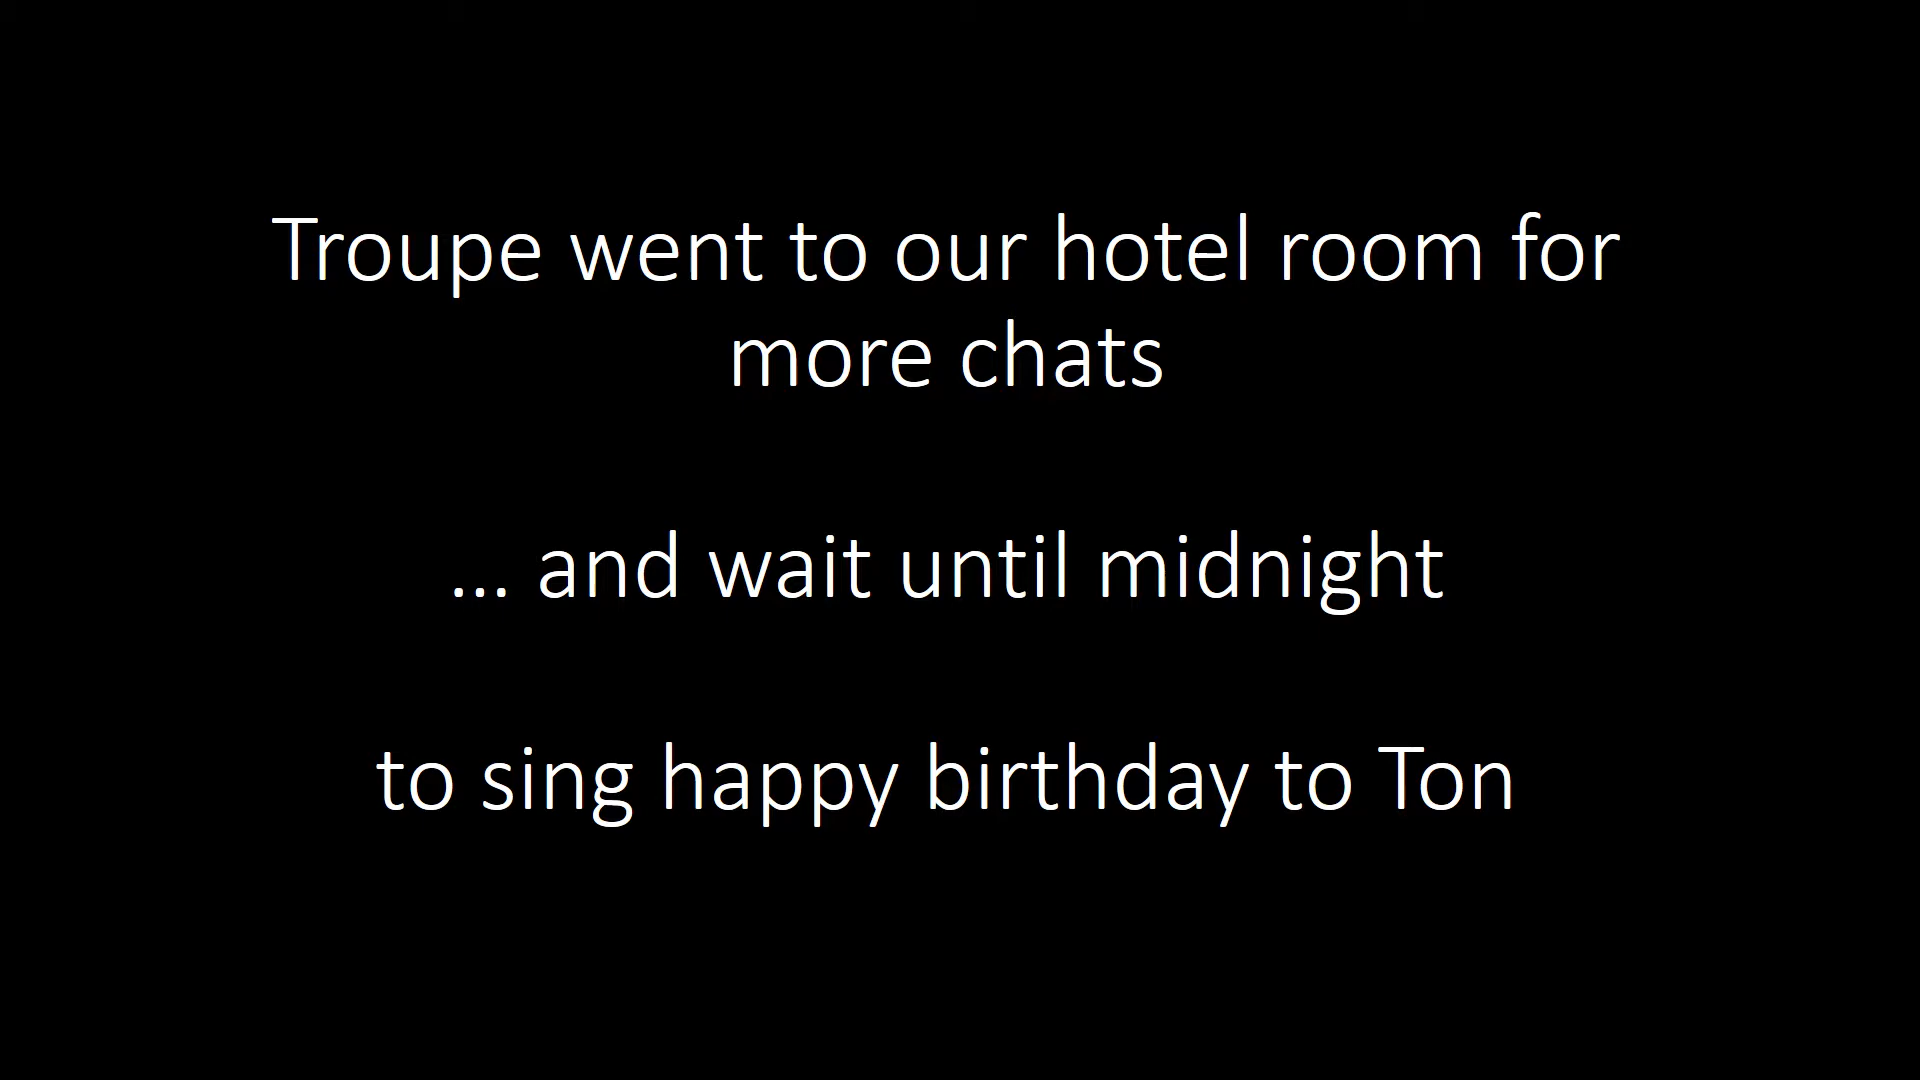 Troupe went to our hotel room for
more chats
... and wait until midnight
to sing happy birthday to Ton